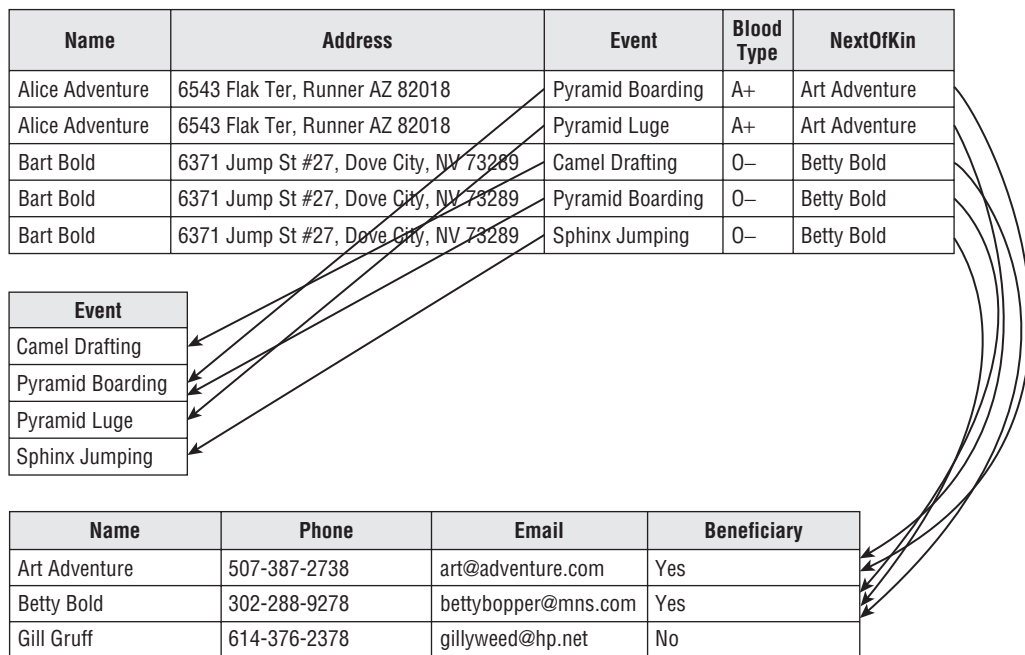 Name Address Event Blood Type NextOfKin
Alice Adventure 6543 Flak Ter, Runner AZ 82018 Pyramid Boarding A+ Art Adventure
Alice Adventure 6543 Flak Ter, Runner AZ 82018 Pyramid Luge A+ Art Adventure
Bart Bold 6371 Jump St #27, Dove City, NV 73289 Camel Drafting O– Betty Bold
Bart Bold 6371 Jump St #27, Dove City, NV 73289 Pyramid Boarding O– Betty Bold
Bart Bold 6371 Jump St #27, Dove City, NV 73289 Sphinx Jumping O– Betty Bold
Event
Camel Drafting
Pyramid Boarding
Pyramid Luge
Sphinx Jumping
Name Phone Email Beneficiary
Art Adventure 507-387-2738 art@adventure.com Yes
Betty Bold 302-288-9278 bettybopper@mns.com Yes
Gill Gruff 614-376-2378 gillyweed@hp.net No